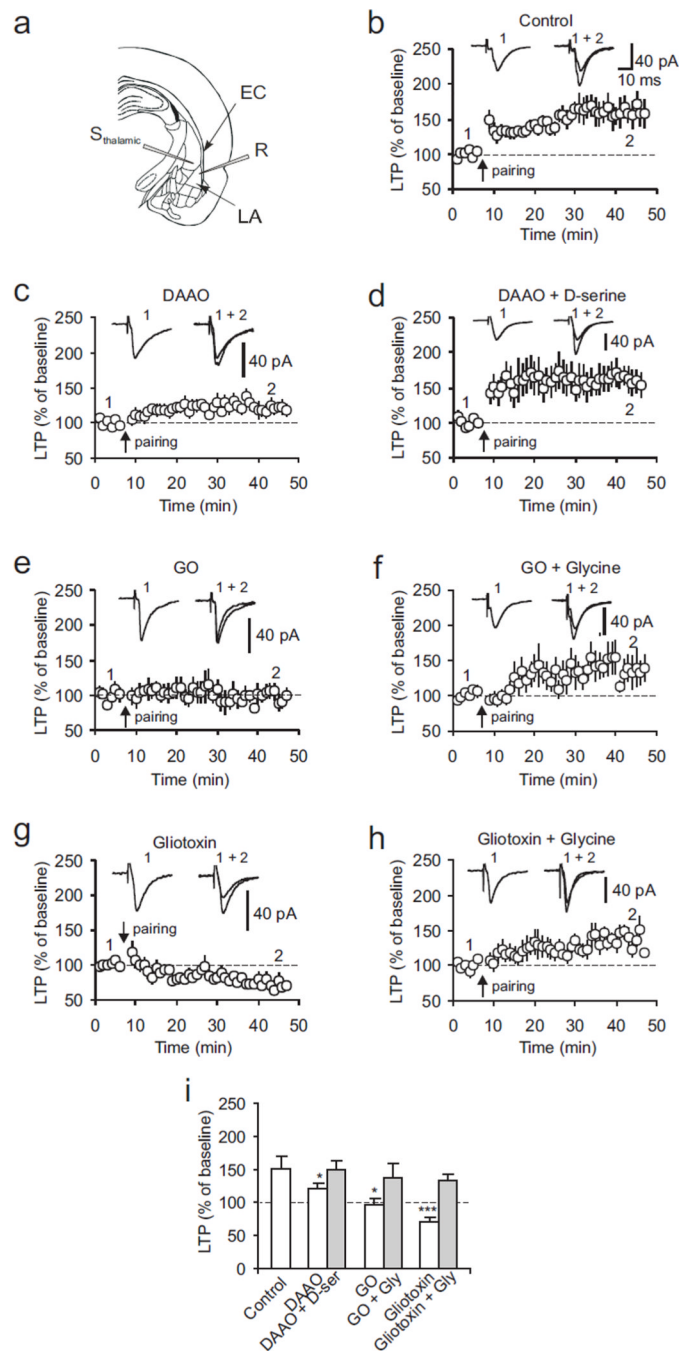 a
EC
S thalamic
R
LA
b
Control
1
1 + 2
40 pA
10 ms
LTP (% of baseline)
250
200
150
100
50
1
2
pairing
0 10 20 30 40 50
Time (min)
c
DAAO
1
1 + 2
40 pA
LTP (% of baseline)
250
200
150
100
50
1
2
pairing
0 10 20 30 40 50
Time (min)
d
DAAO + D-serine
1
1 + 2
40 pA
LTP (% of baseline)
250
200
150
100
50
1
2
pairing
0 10 20 30 40 50
Time (min)
e
GO
1
1 + 2
40 pA
LTP (% of baseline)
250
200
150
100
50
1
2
pairing
0 10 20 30 40 50
Time (min)
f
GO + Glycine
1
1 + 2
40 pA
LTP (% of baseline)
250
200
150
100
50
1
2
pairing
0 10 20 30 40 50
Time (min)
g
Gliotoxin
1
1 + 2
40 pA
LTP (% of baseline)
250
200
150
100
50
pairing
1
2
0 10 20 30 40 50
Time (min)
h
Gliotoxin + Glycine
1
1 + 2
40 pA
LTP (% of baseline)
250
200
150
100
50
1
2
pairing
0 10 20 30 40 50
Time (min)
i
LTP (% of baseline)
250
200
150
100
50
0
*
*
***
Control
DAAO
DAAO + D-ser
GO
GO + Gly
Gliotoxin
Gliotoxin + Gly